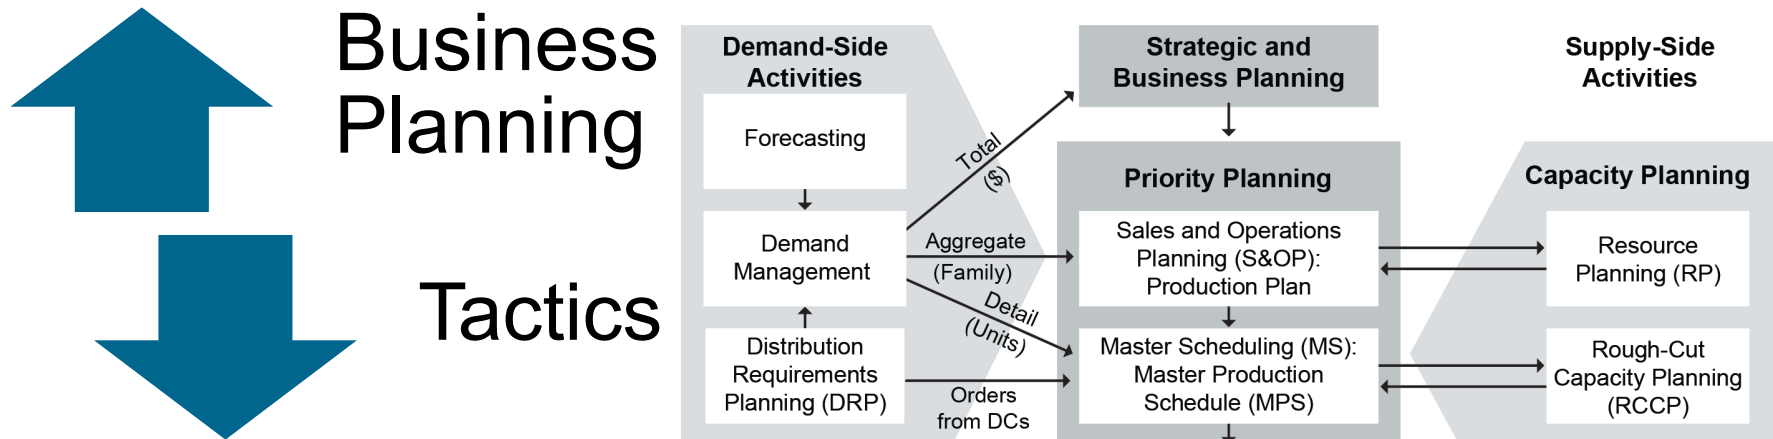 Business
Planning
Tactics
Demand-Side
Activities
Forecasting
Demand
Management
Distribution
Requirements
Planning (DRP)
Total
($)
Aggregate
(Family)
Detail
(Units)
Orders
from DCs
Strategic and
Business Planning
Priority Planning
Sales and Operations
Planning (S&OP):
Production Plan
Master Scheduling (MS):
Master Production
Schedule (MPS)
Supply-Side
Activities
Capacity Planning
Resource
Planning (RP)
Rough-Cut
Capacity Planning
(RCCP)